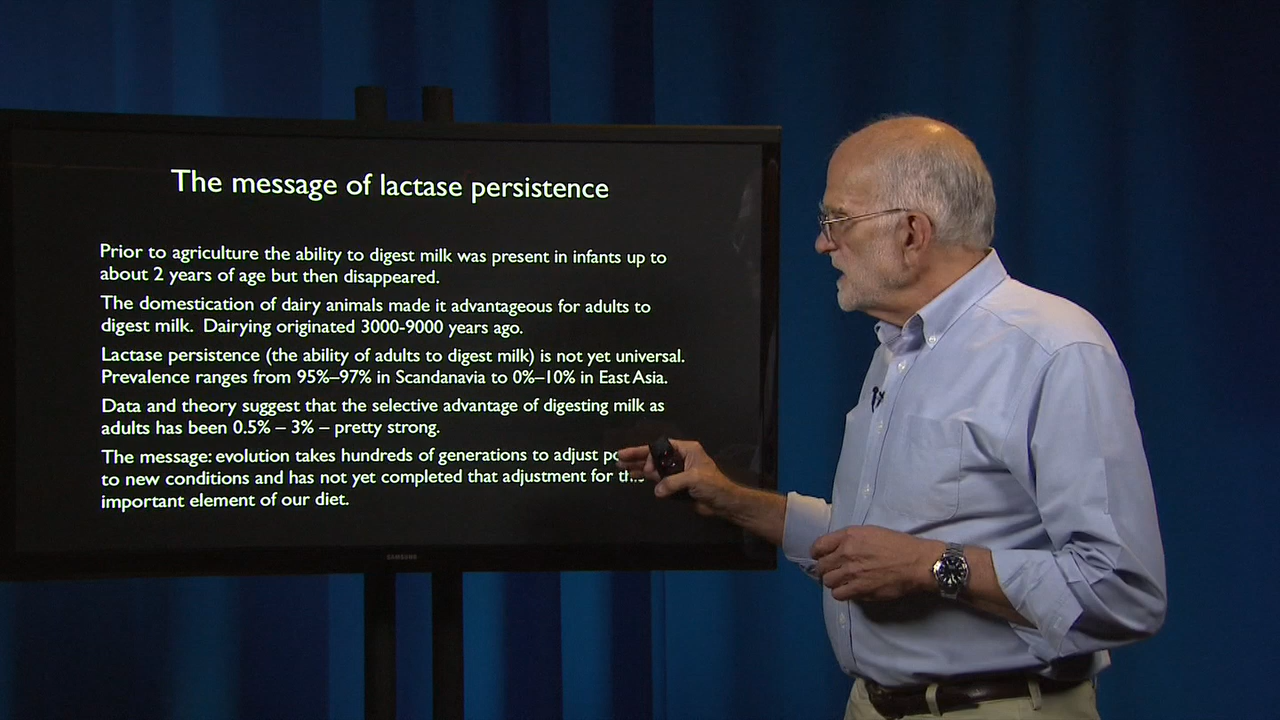 The message of lactase persistence
Prior to agriculture the ability to digest milk was present in infants up to
about 2 years of age but then disappeared.
The domestication of dairy animals made it advantageous for adults to
digest milk. Dairying originated 3000-9000 years ago.
Lactase persistence (the ability of adults to digest milk) is not yet universal.
Prevalence ranges from 95%–97% in Scandanavia to 0%–10% in East Asia.
Data and theory suggest that the selective advantage of digesting milk as
adults has been 0.5% – 3% – pretty strong.
The message: evolution takes hundreds of generations to adjust
to new conditions and has not yet completed that adjustment for this
important element of our diet.
SAMSUNG